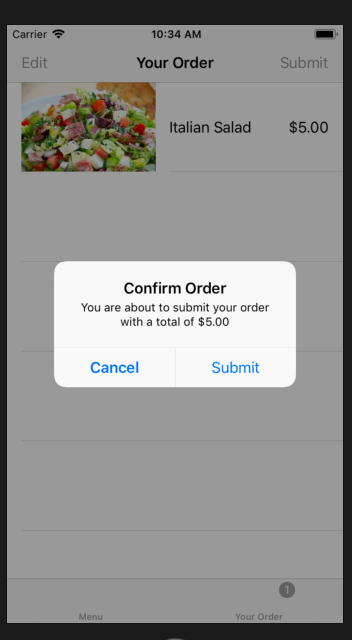 Carrier 10:34 AM
Edit Your Order Submit
Italian Salad $5.00
Confirm Order
You are about to submit your order
with a total of $5.00
Cancel Submit
1
Menu Your Order